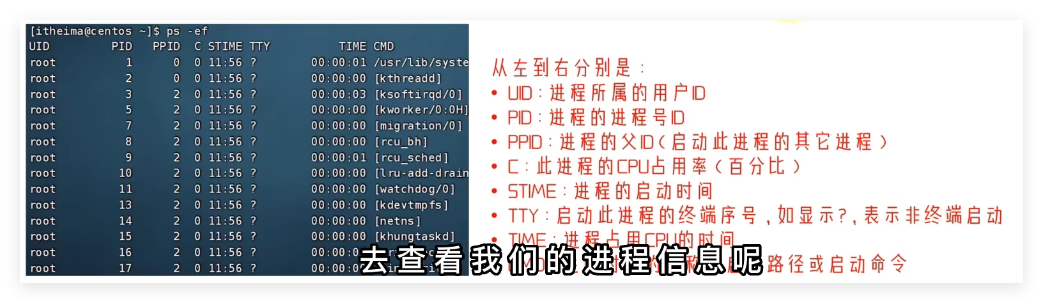 [itheima@centos ~]$ ps -ef
UID PID PPID C STIME TTY TIME CMD
root 1 0 0 11:56 ? 00:00:01 /usr/lib/syste
root 2 0 0 11:56 ? 00:00:00 [kthreadd]
root 3 2 0 11:56 ? 00:00:03 [ksoftirqd/0]
root 5 2 0 11:56 ? 00:00:00 [kworker/0:0H]
root 7 2 0 11:56 ? 00:00:00 [migration/0]
root 8 2 0 11:56 ? 00:00:00 [rcu_bh]
root 9 2 0 11:56 ? 00:00:01 [rcu_sched]
root 10 2 0 11:56 ? 00:00:00 [lru-add-drain
root 11 2 0 11:56 ? 00:00:00 [watchdog/0]
root 13 2 0 11:56 ? 00:00:00 [kdevtmpfs]
root 14 2 0 11:56 ? 00:00:00 [netns]
root 15 2 0 11:56 ? 00:00:00 [khungtaskd]
root 16 2 0 11:56 ? 00:00:00
root 17 2 0 11:56 ?
从左到右分别是：
• UID：进程所属的用户ID
• PID：进程的进程号ID
• PPID：进程的父ID（启动此进程的其它进程）
• C：此进程的CPU占用率（百分比）
• STIME：进程的启动时间
• TTY：启动此进程的终端序号，如显示?，表示非终端启动
• TIME：进程占用CPU的时间
路径或启动命令
去查看我们的进程信息呢